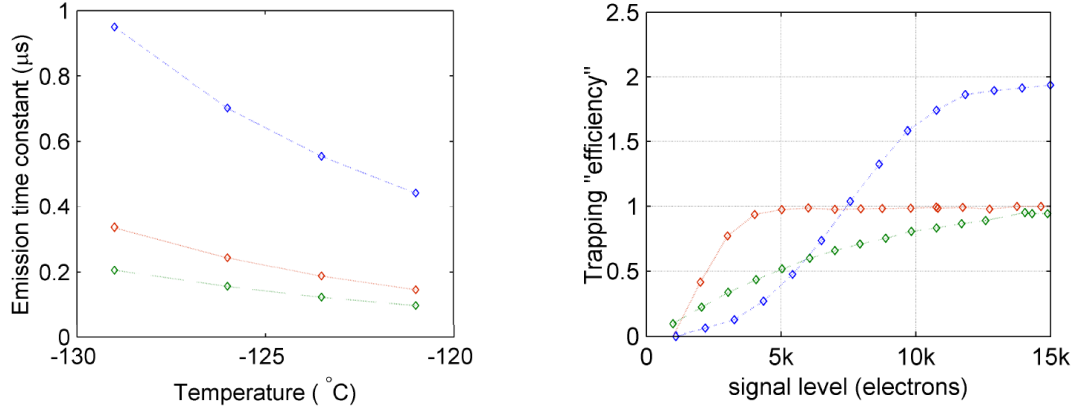 Emission time constant (μs)
1
0.8
0.6
0.4
0.2
0
-130
-125
-120
Temperature ( °C)
Trapping "efficiency"
2.5
2
1.5
1
0.5
0
0
5k
10k
15k
signal level (electrons)